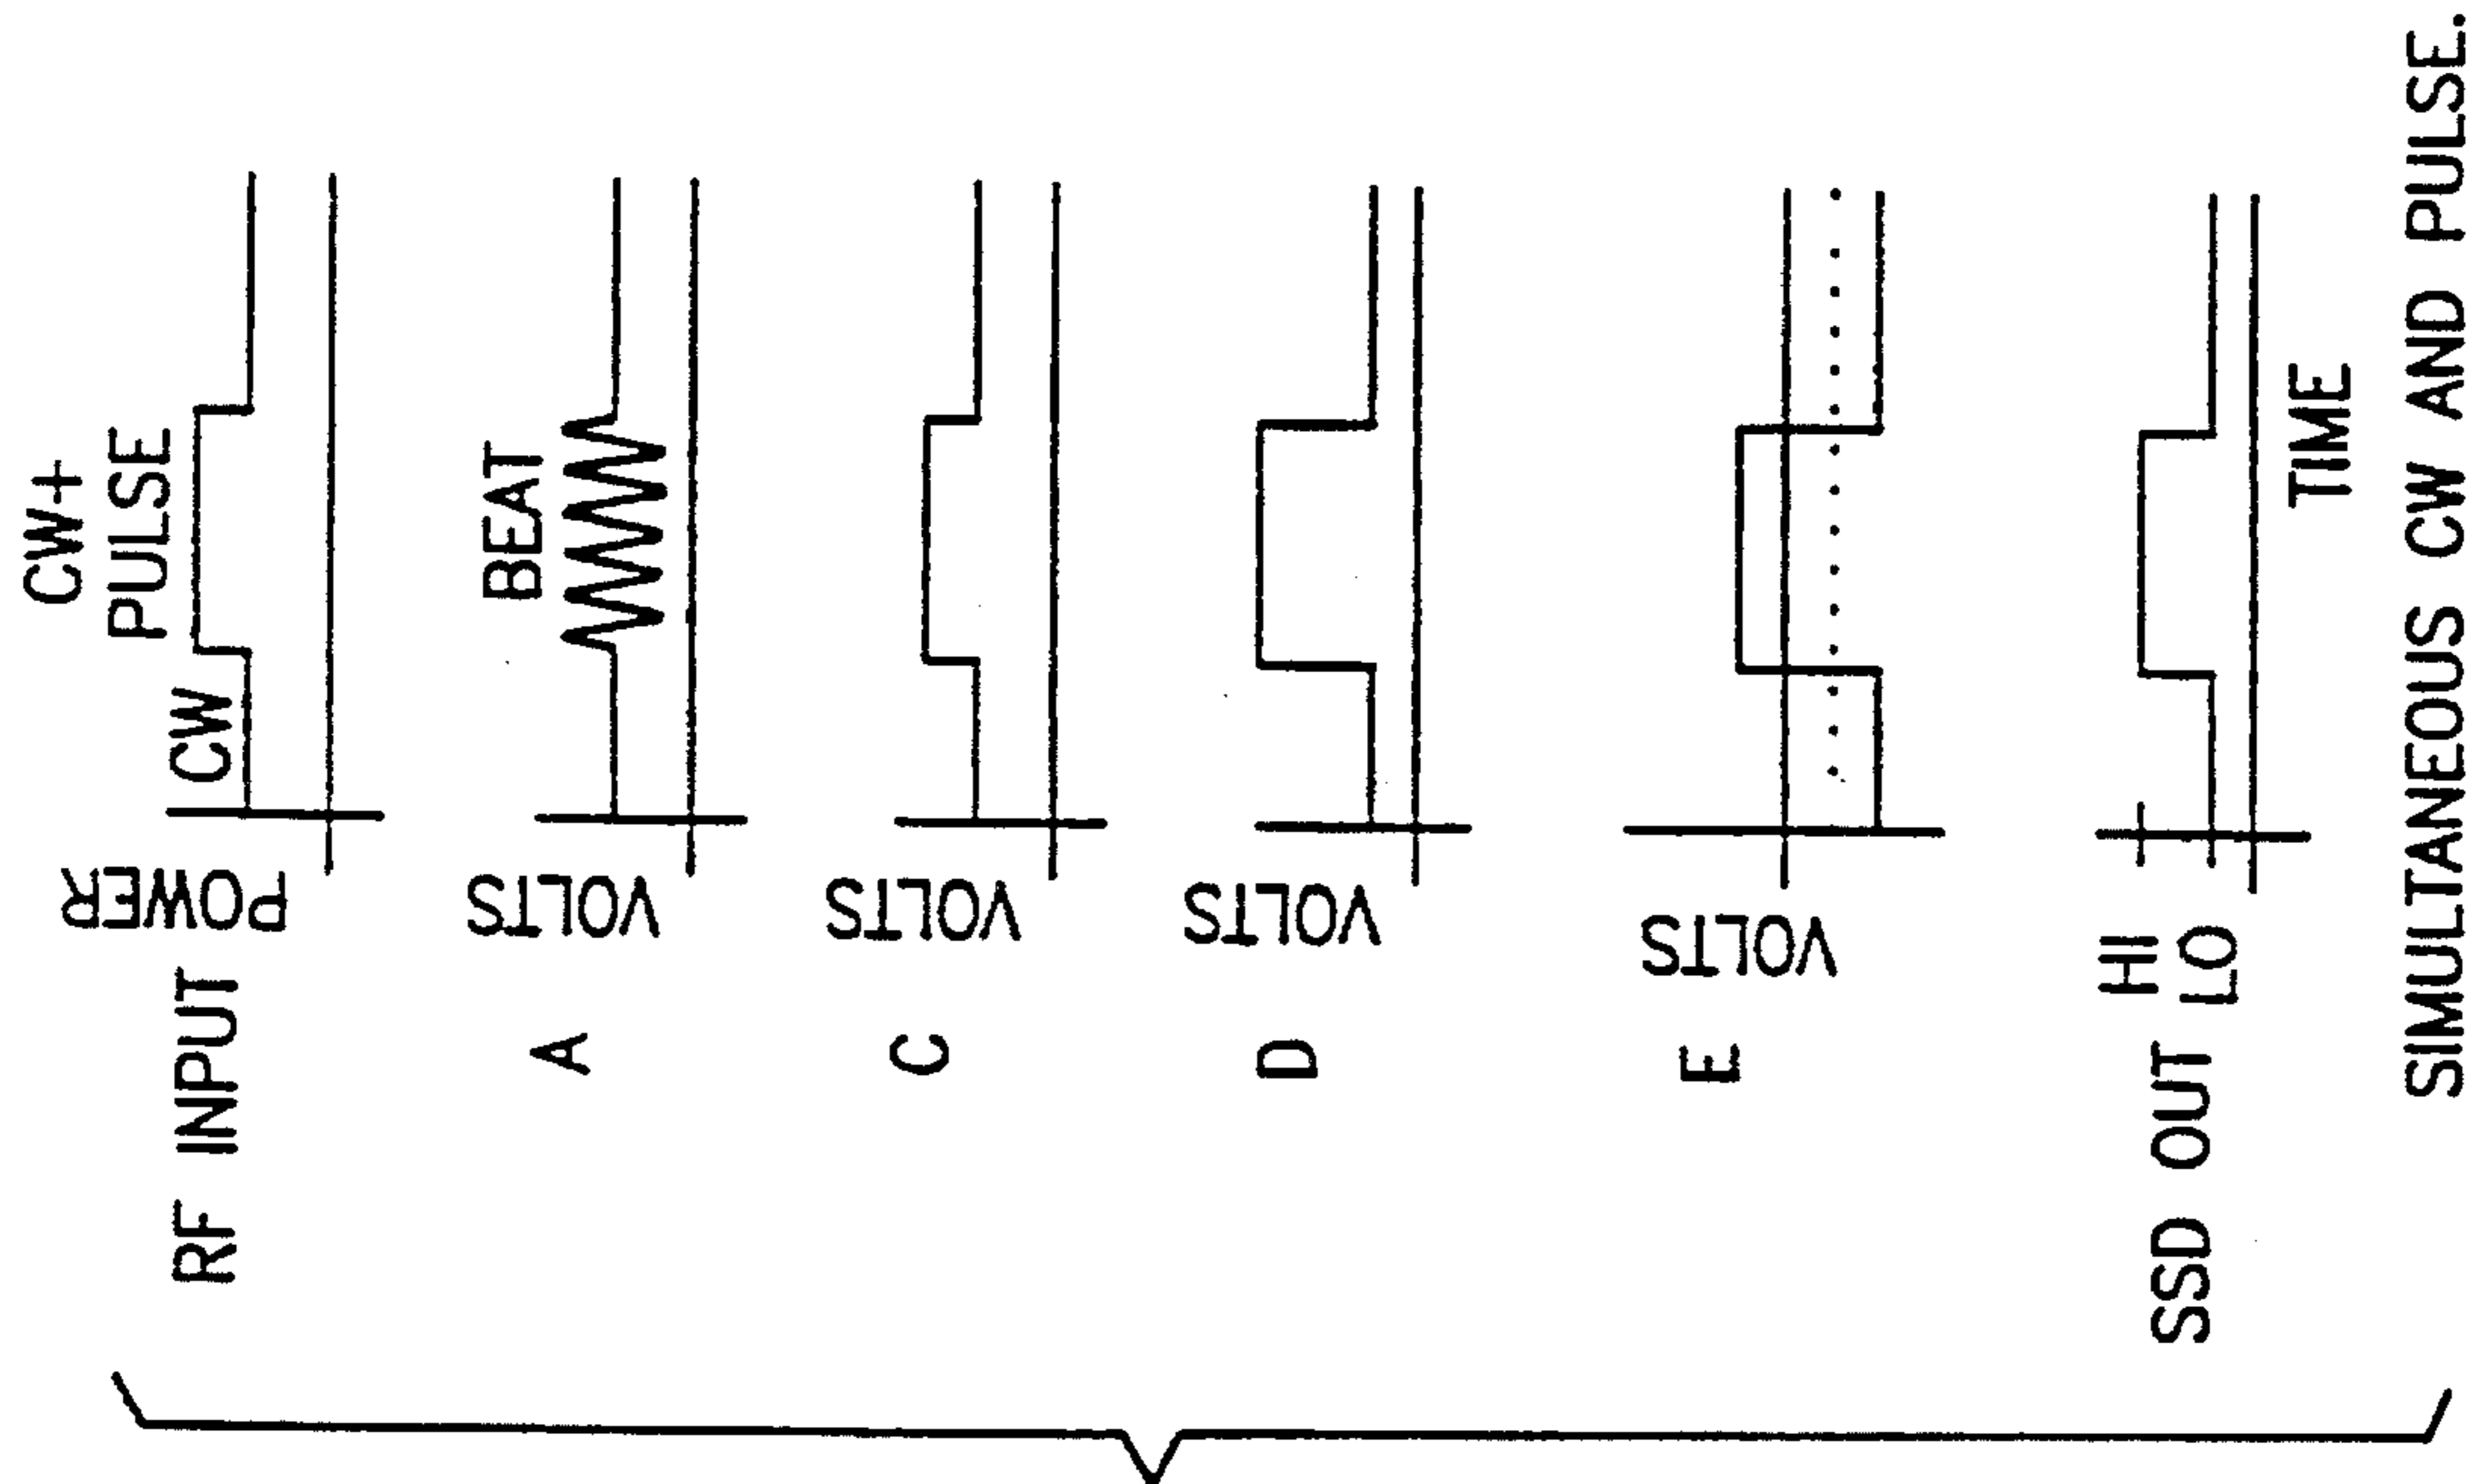 CW+
PULSE
CW
POWER
RF INPUT
BEAT
VOLTS
A
VOLTS
C
VOLTS
D
VOLTS
E
HI
LO
SSD OUT
TIME
SIMULTANEOUS CW AND PULSE.